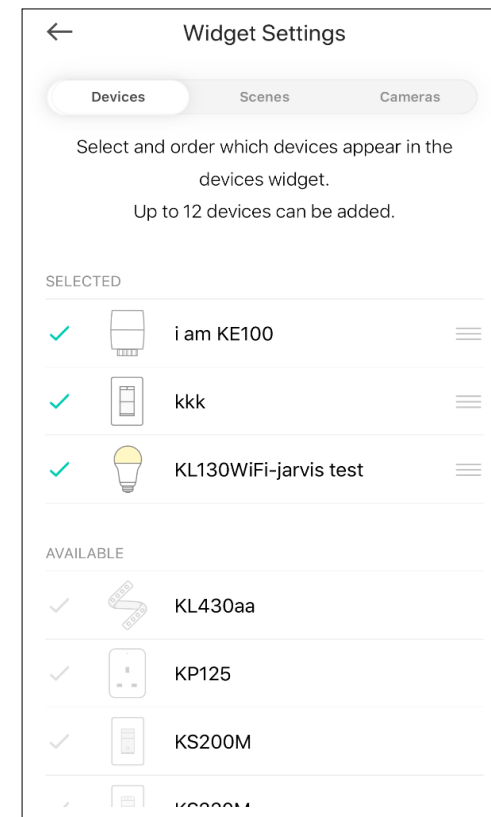 Widget Settings
Devices Scenes Cameras
Select and order which devices appear in the
devices widget.
Up to 12 devices can be added.
SELECTED
i am KE100
kkk
KL130WiFi-jarvis test
AVAILABLE
KL430aa
KP125
KS200M